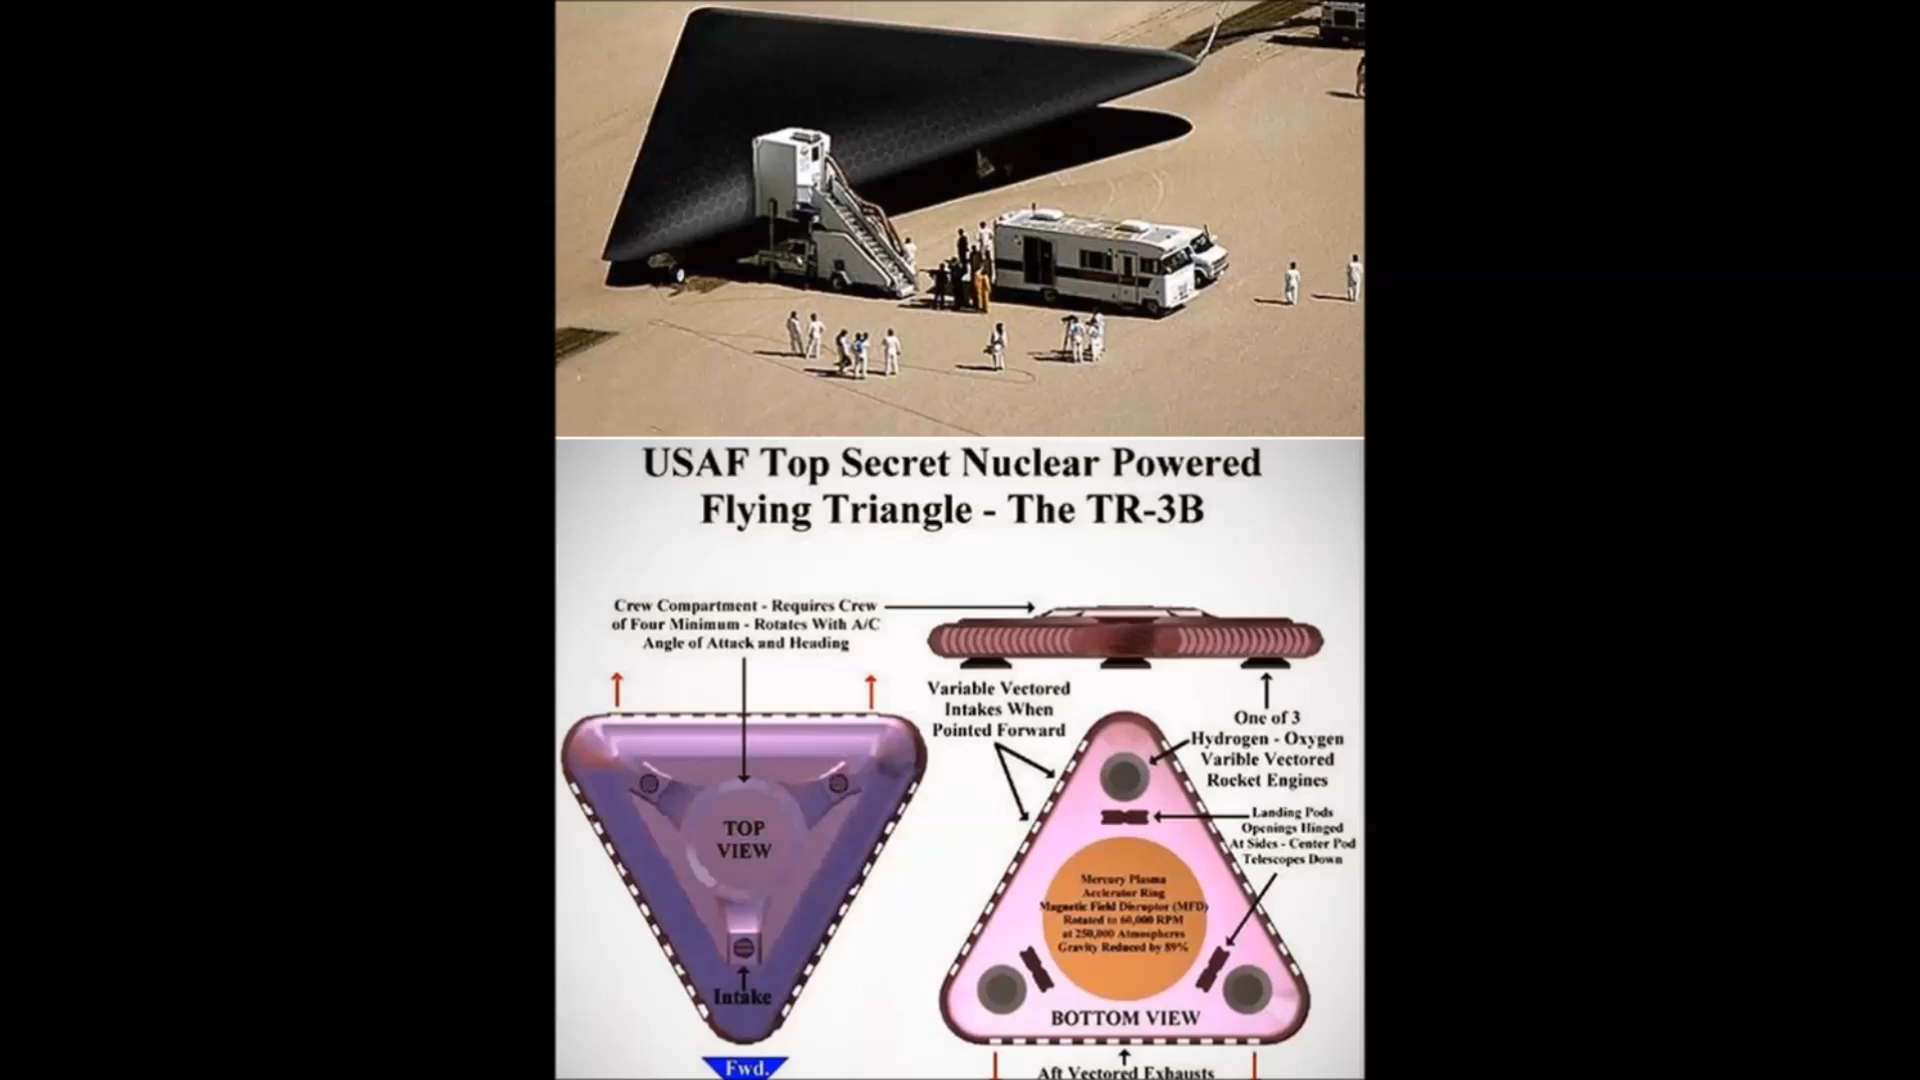 USAF Top Secret Nuclear Powered
Flying Triangle - The TR-3B
Crew Compartment - Requires Crew
of Four Minimum - Rotates With A/C
Angle of Attack and Heading
Variable Vectored
Intakes When
Pointed Forward
One of 3
Hydrogen - Oxygen
Varible Vectored
Rocket Engines
Landing Pods
Openings Hinged
At Sides - Center Pod
Telescopes Down
TOP
VIEW
Intake
Fwd.
Mercury Plasma
Accelerator Ring
Magnetic Field Disruptor (MFD)
Rotated to 60,000 RPM
at 250,000 Atmospheres
Gravity Reduced by 89%
BOTTOM VIEW
Aft Vectored Exhausts